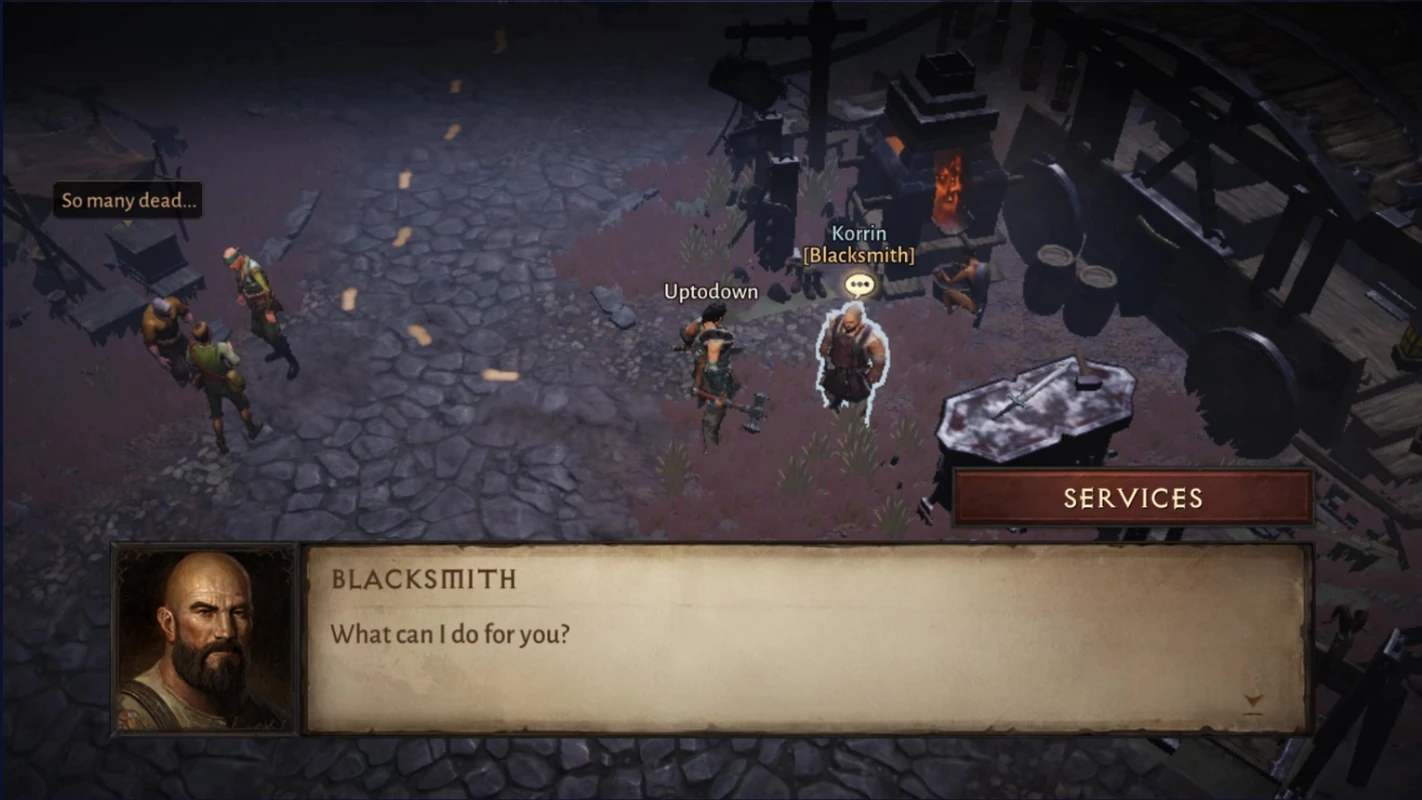 So many dead...
Korrin
[Blacksmith]
Uptodown
SERVICES
BLACKSMITH
What can I do for you?